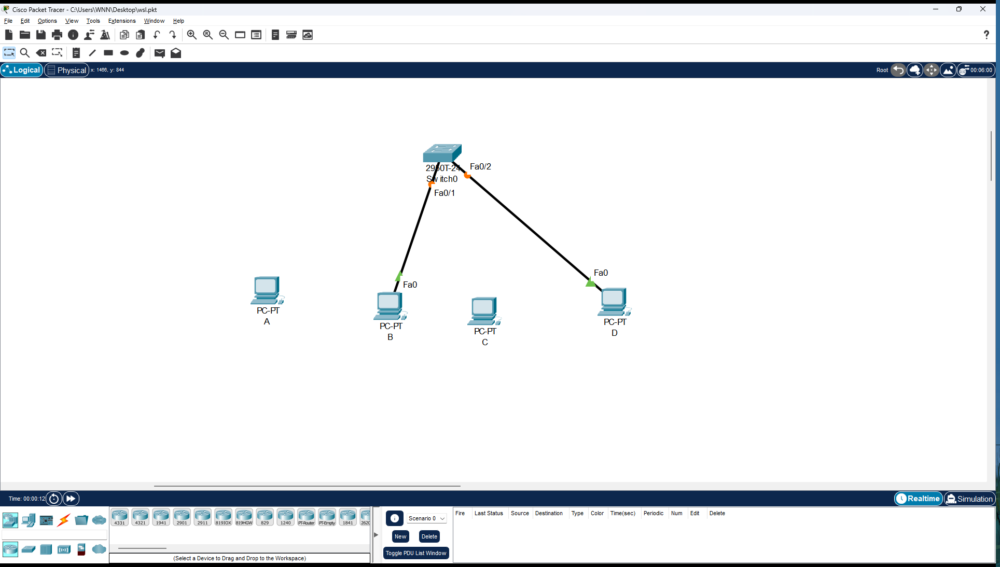 Cisco Packet Tracer - C:\Users\WNN\Desktop\wsl.pkt
File Edit Options View Tools Extensions Window Help
?
Logical Physical x: 1466, y: 844 Root 00:06:00
Fa0/2
2950T-24
Switch0
Fa0/1
Fa0
Fa0
PC-PT
A
PC-PT
B
PC-PT
C
PC-PT
D
Time: 00:00:12 Realtime Simulation
4331 4321 1941 2901 2911 819IOX 819HGW 829 1240 PT-Router PT-Empty 1841 2620
(Select a Device to Drag and Drop to the Workspace)
Scenario 0
New Delete
Toggle PDU List Window
Fire Last Status Source Destination Type Color Time(sec) Periodic Num Edit Delete